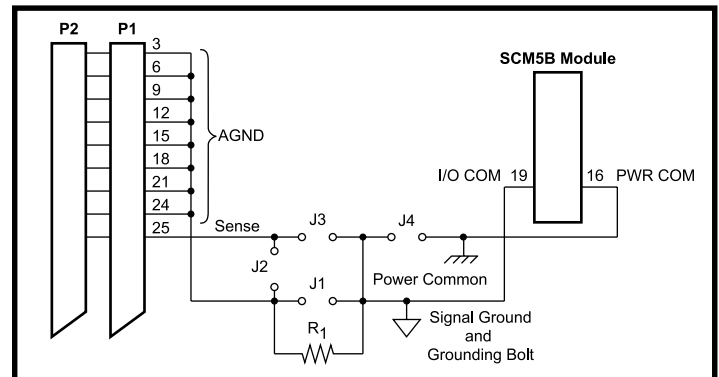 P2 P1
3
6
9
12
15
18
21
24
25
AGND
Sense
SCM5B Module
I/O COM 19
16 PWR COM
J3
J4
J2
J1
Power Common
R1
Signal Ground
and
Grounding Bolt